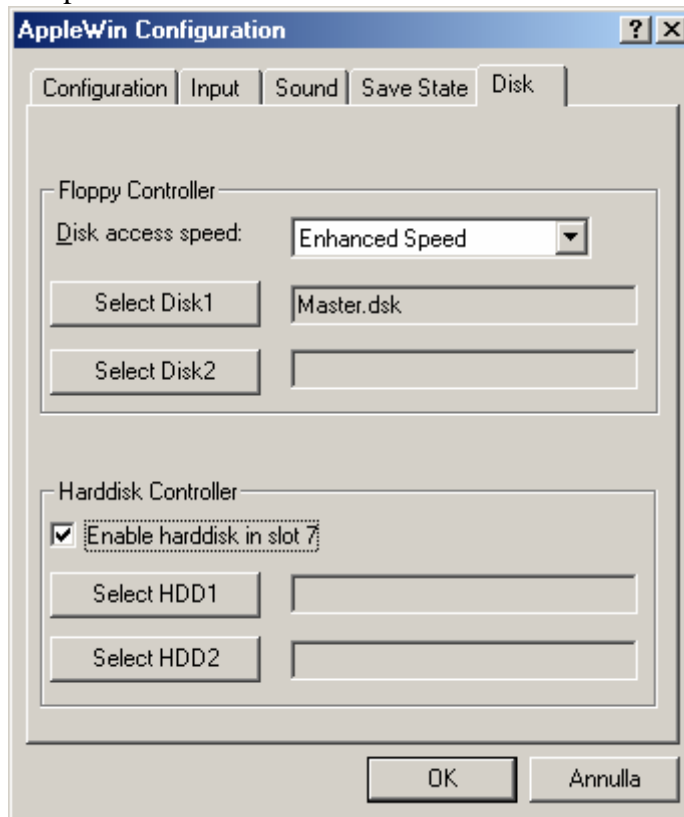 AppleWin Configuration
Configuration Input Sound Save State Disk
Floppy Controller
Disk access speed: Enhanced Speed
Select Disk1 Master.dsk
Select Disk2
Harddisk Controller
Enable harddisk in slot 7
Select HDD1
Select HDD2
OK Annulla